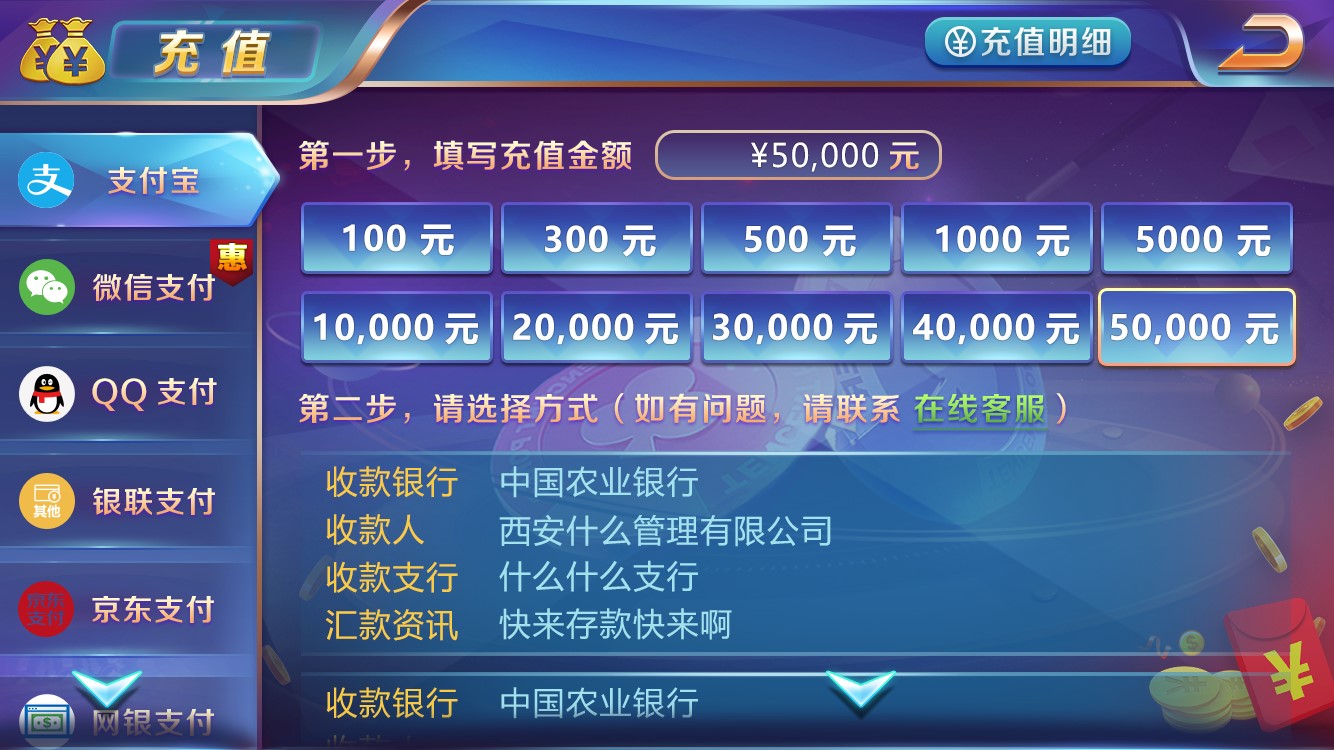 充值
充值明细
支付宝
惠
微信支付
QQ 支付
其他
银联支付
京东
支付
京东支付
网银支付
第一步，填写充值金额 ¥50,000 元
100 元 300 元 500 元 1000 元 5000 元
10,000 元 20,000 元 30,000 元 40,000 元 50,000 元
第二步，请选择方式（如有问题，请联系 在线客服 ）
收款银行 中国农业银行
收款人 西安什么管理有限公司
收款支行 什么什么支行
汇款资讯 快来存款快来啊
收款银行 中国农业银行